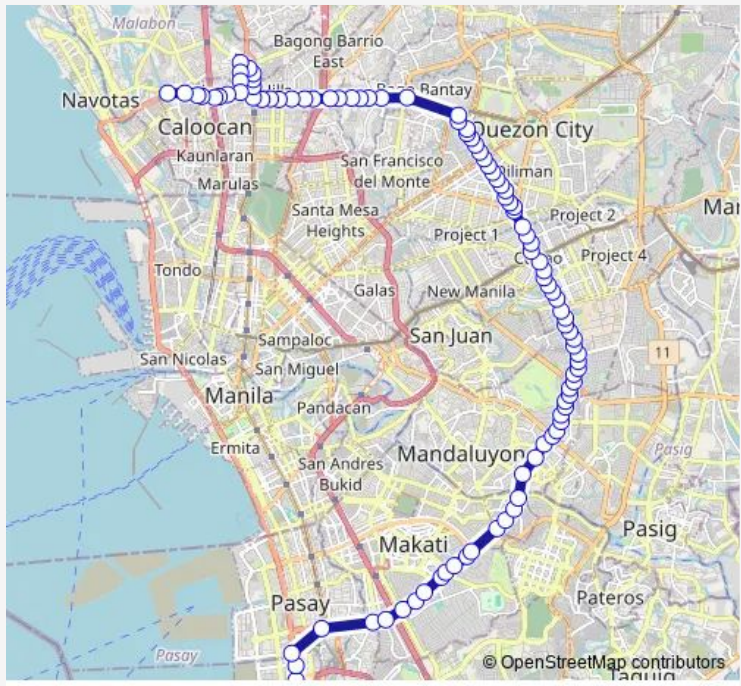 Malabon
Bagong Barrio
East
Navotas
Bantay
Caloocan
Quezon City
Kaunlaran
San Francisco
del Monte
Marulas
Santa Mesa
Heights
Project 2
Project 1
Project 4
Tondo
Galas
New Manila
Sampaloc
San Juan
San Nicolas
11
San Miguel
Manila
Pandacan
Ermita
Mandaluyon
Pasig
San Andres
Bukid
Makati
Pasig
Pasay
Pateros
Pasay
© OpenStreetMap contributors